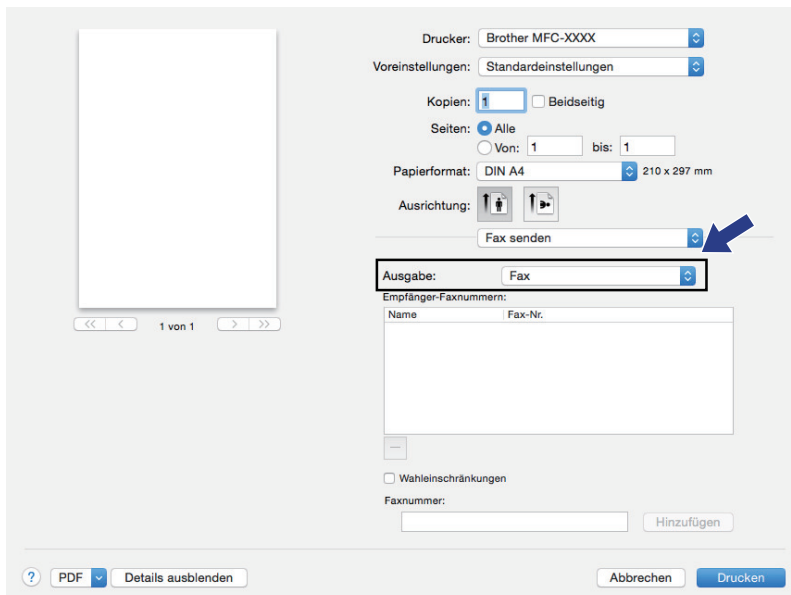 Drucker: Brother MFC-XXXX
Voreinstellungen: Standardeinstellungen
Kopien: 1 Beidseitig
Seiten: Alle
Von: 1 bis: 1
Papierformat: DIN A4 210 x 297 mm
Ausrichtung:
Fax senden
Ausgabe: Fax
Empfänger-Faxnummern:
Name Fax-Nr.
<< < 1 von 1 > >>
Wahleinschränkungen
Faxnummer:
Hinzufügen
? PDF Details ausblenden Abbrechen Drucken